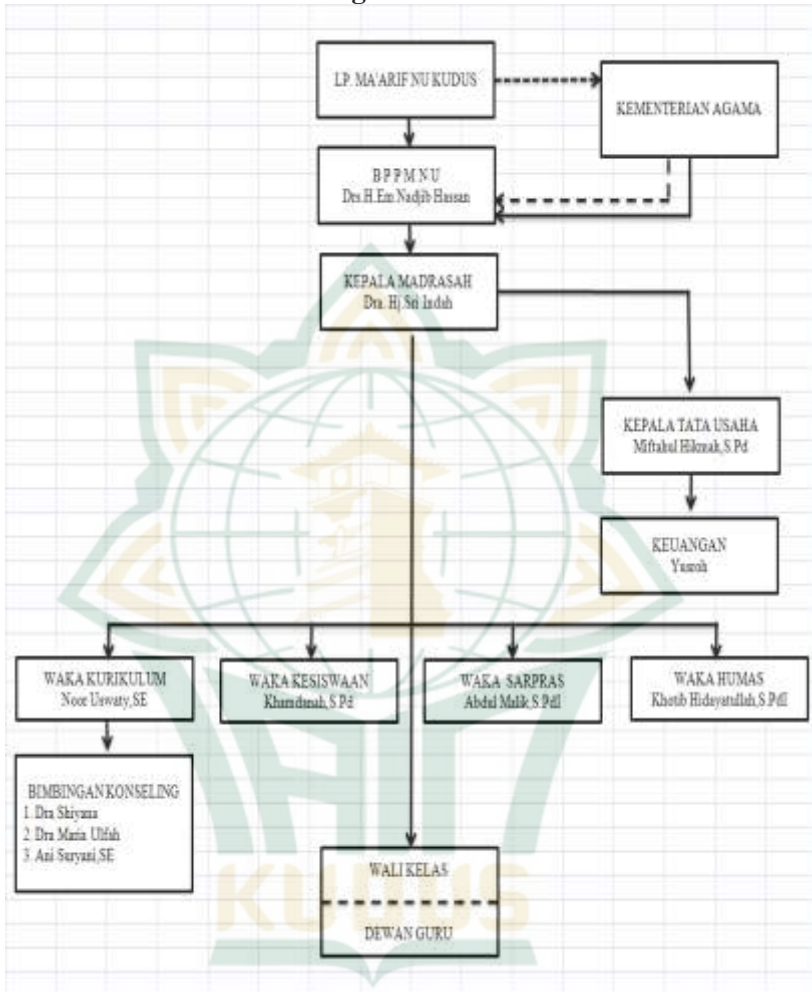 LP. MA'ARIF NU KUDUS
KEMENTERIAN AGAMA
B P P M N U
Drs.H.Em Nadjib Hassan
KEPALA MADRASAH
Dra. Hj.Sri Indah
KEPALA TATA USAHA
Miftahul Hikmah,S.Pd
KEUANGAN
Yusroh
WAKA KURIKULUM
Noor Uswaty,SE
WAKA KESISWAAN
Khamdanah,S.Pd
WAKA SARPRAS
Abdul Malik,S.PdI
WAKA HUMAS
Khotib Hidayatullah,S.PdI
BIMBINGAN KONSELING
1. Dra Shiyana
2. Dra Maria Ulfah
3. Ani Suryani,SE
WALI KELAS
DEWAN GURU
KUDUS